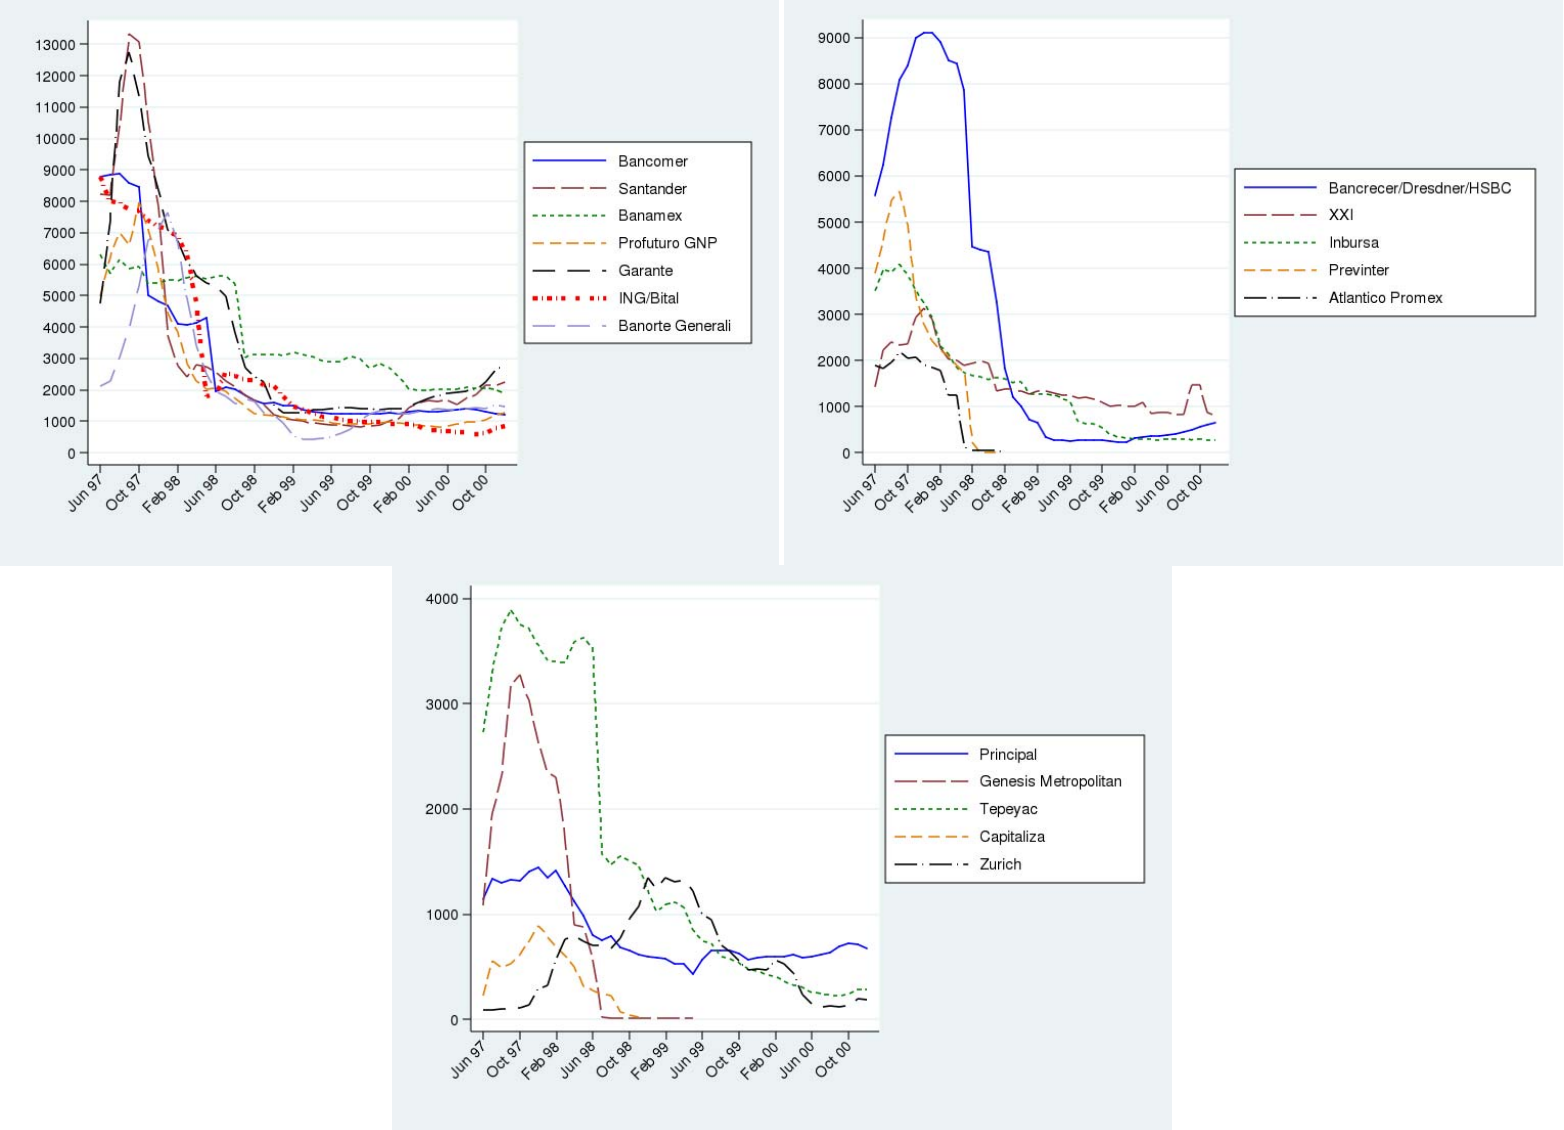 13000
12000
11000
10000
9000
8000
7000
6000
5000
4000
3000
2000
1000
0
Jun 97
Oct 97
Feb 98
Jun 98
Oct 98
Feb 99
Jun 99
Oct 99
Feb 00
Jun 00
Oct 00
Bancomer
Santander
Banamex
Profuturo GNP
Garante
ING/Bital
Banorte Generali
9000
8000
7000
6000
5000
4000
3000
2000
1000
0
Jun 97
Oct 97
Feb 98
Jun 98
Oct 98
Feb 99
Jun 99
Oct 99
Feb 00
Jun 00
Oct 00
Bancrecer/Dresdner/HSBC
XXI
Inbursa
Previnter
Atlantico Promex
4000
3000
2000
1000
0
Jun 97
Oct 97
Feb 98
Jun 98
Oct 98
Feb 99
Jun 99
Oct 99
Feb 00
Jun 00
Oct 00
Principal
Genesis Metropolitan
Tepeyac
Capitaliza
Zurich